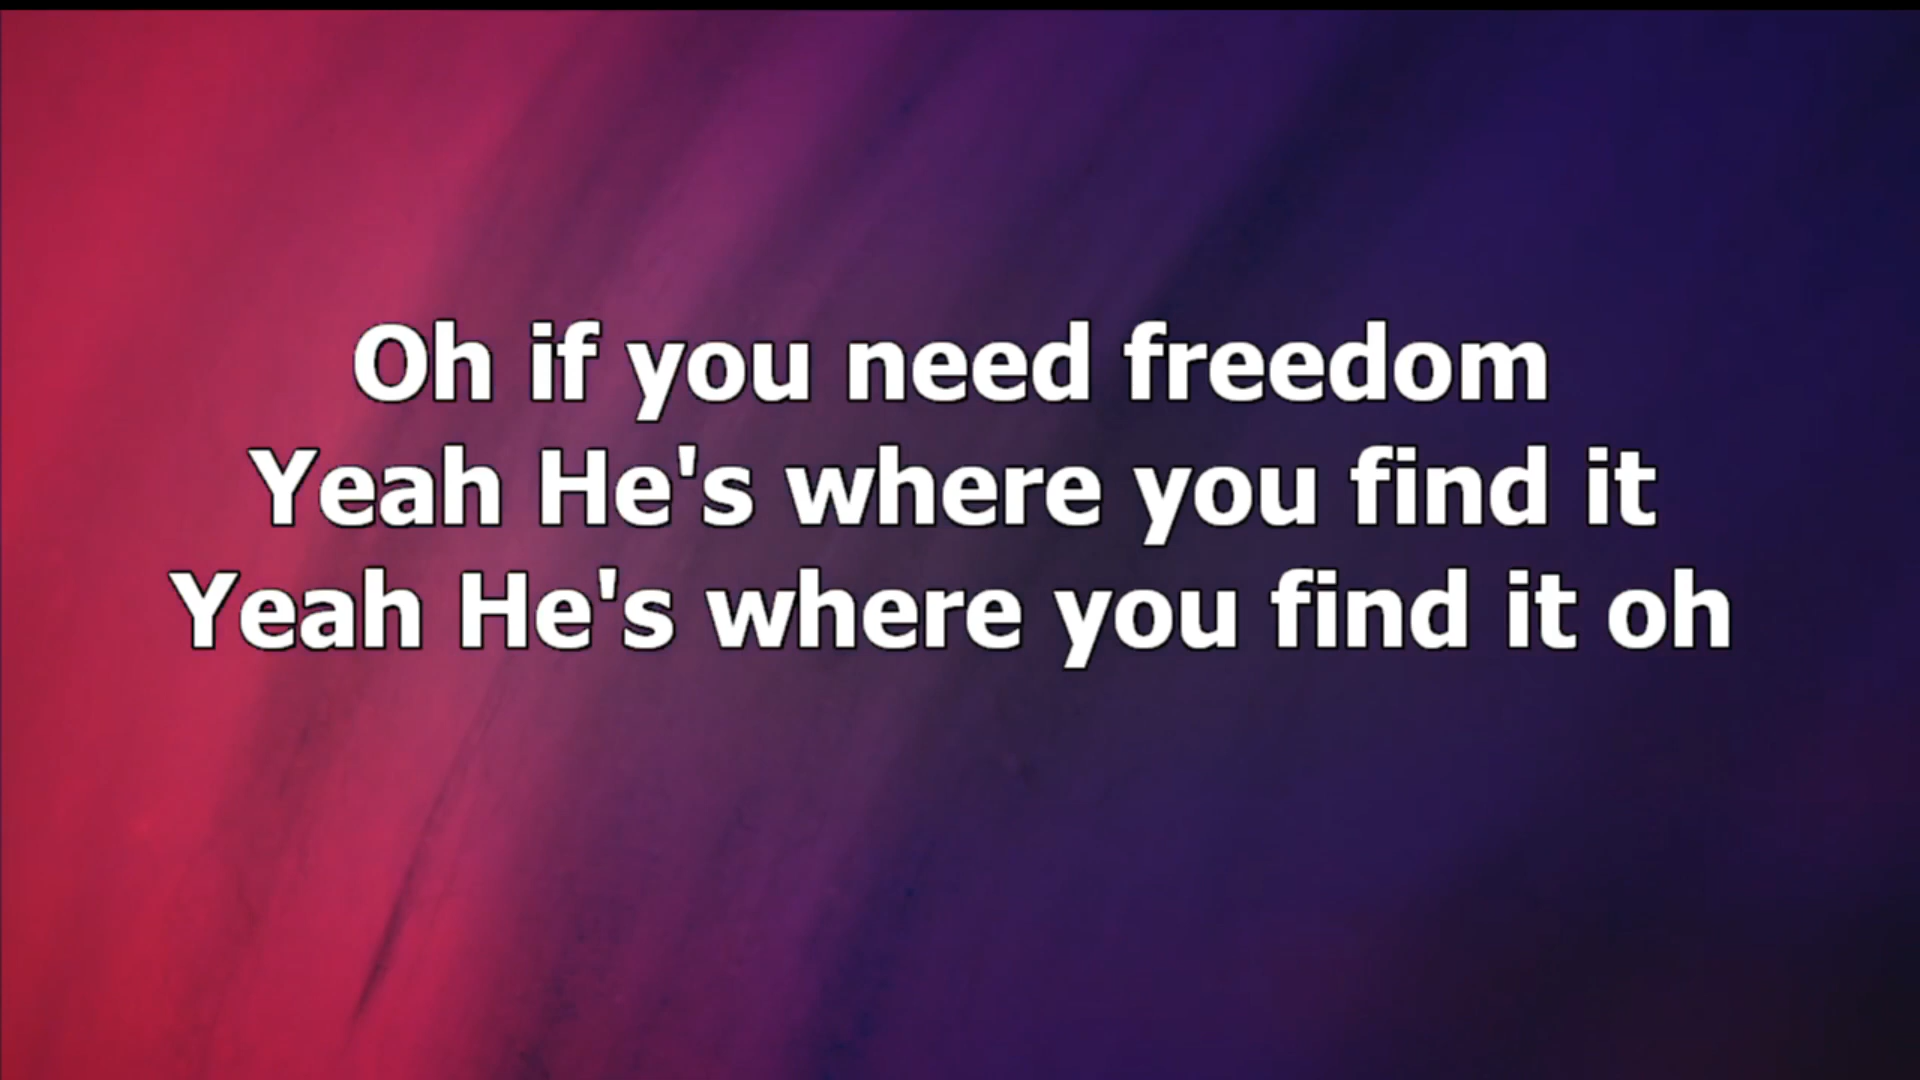 Oh if you need freedom
Yeah He's where you find it
Yeah He's where you find it oh